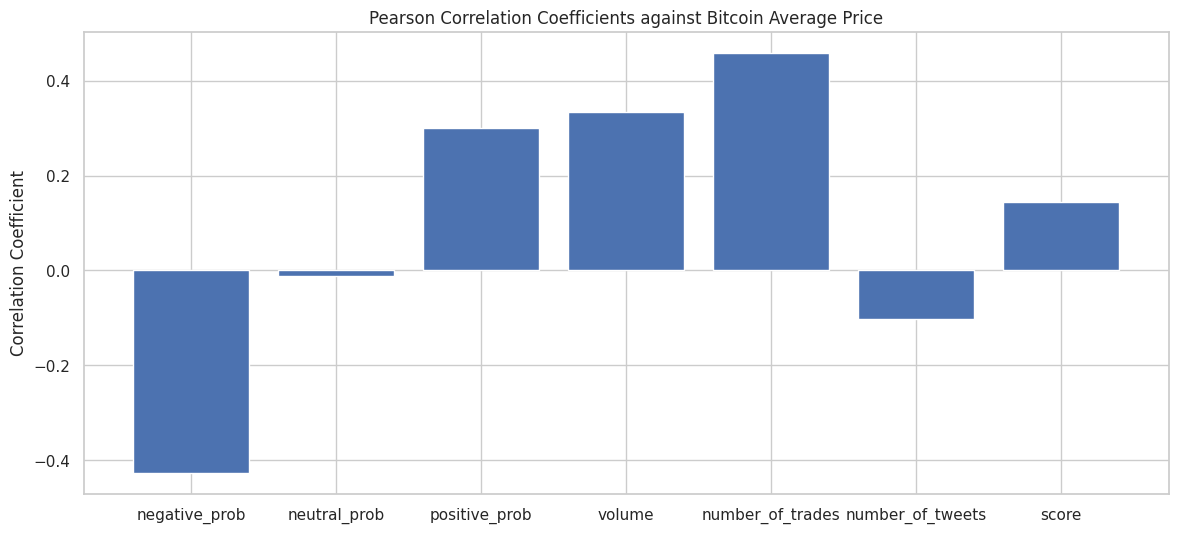 Pearson Correlation Coefficients against Bitcoin Average Price
Correlation Coefficient
0.4
0.2
0.0
−0.2
−0.4
negative_prob neutral_prob positive_prob volume number_of_trades number_of_tweets score